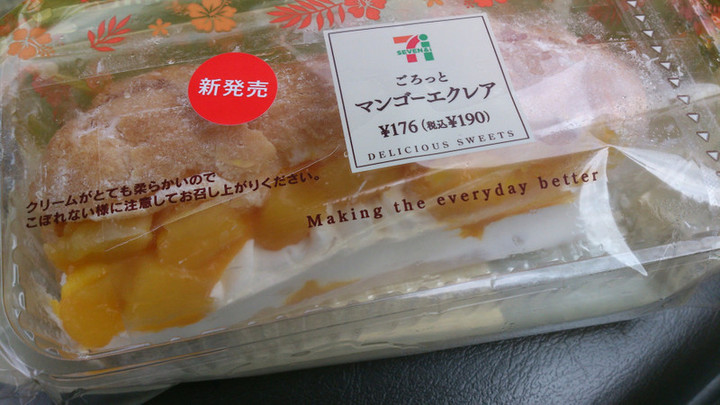 7
SEVEN&i
新発売
ごろっと
マンゴーエクレア
¥176(税込¥190)
DELICIOUS SWEETS
クリームがとても柔らかいので
こぼれない様に注意してお召し上がりください。
Making the everyday better